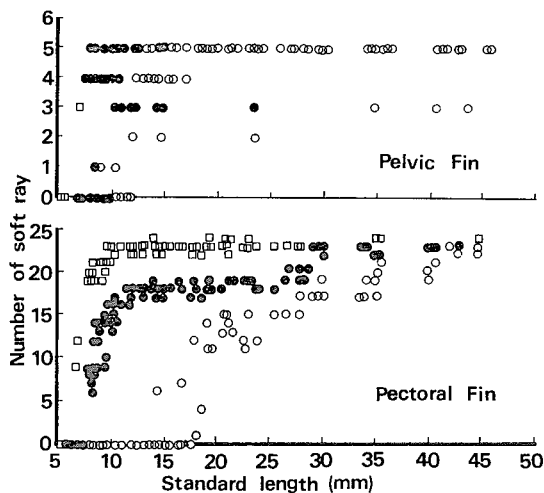 6
5
4
3
2
1
0
Pelvic Fin
Number of soft ray
25
20
15
10
5
0
Pectoral Fin
5 10 15 20 25 30 35 40 45 50
Standard length (mm)